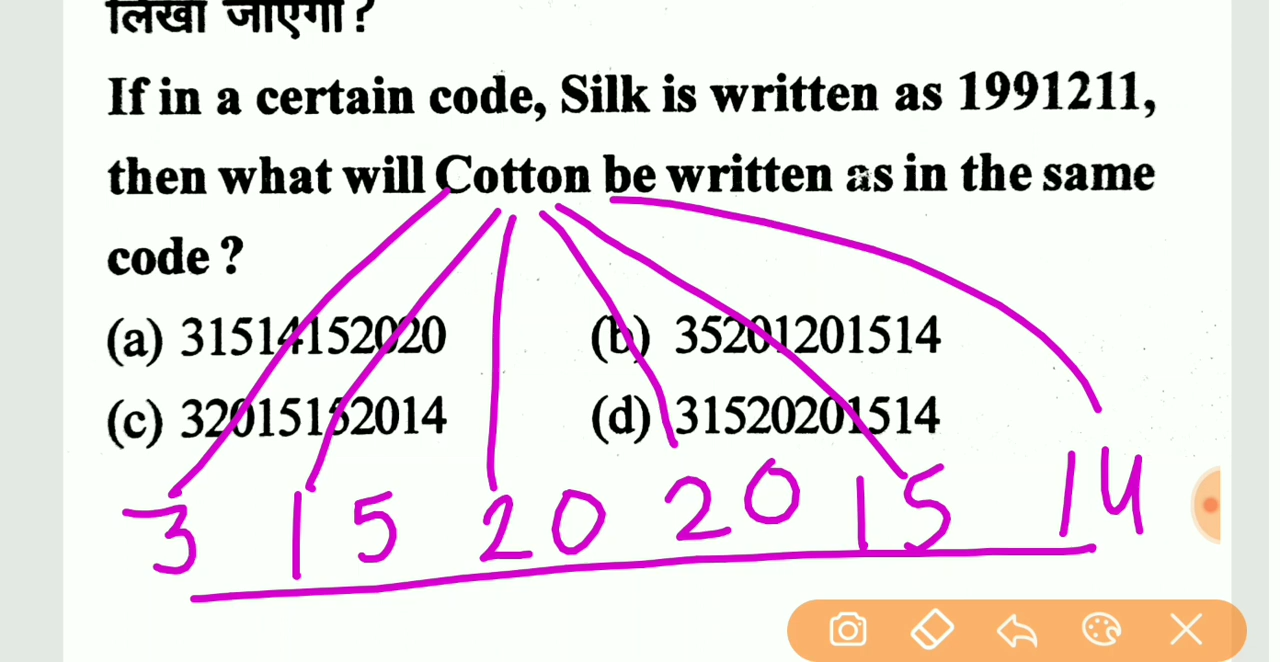 लिखा जाएगा ?
If in a certain code, Silk is written as 1991211,
then what will Cotton be written as in the same
code ?
(a) 31514152020 (b) 35201201514
(c) 32015152014 (d) 31520201514
3 15 20 20 15 14